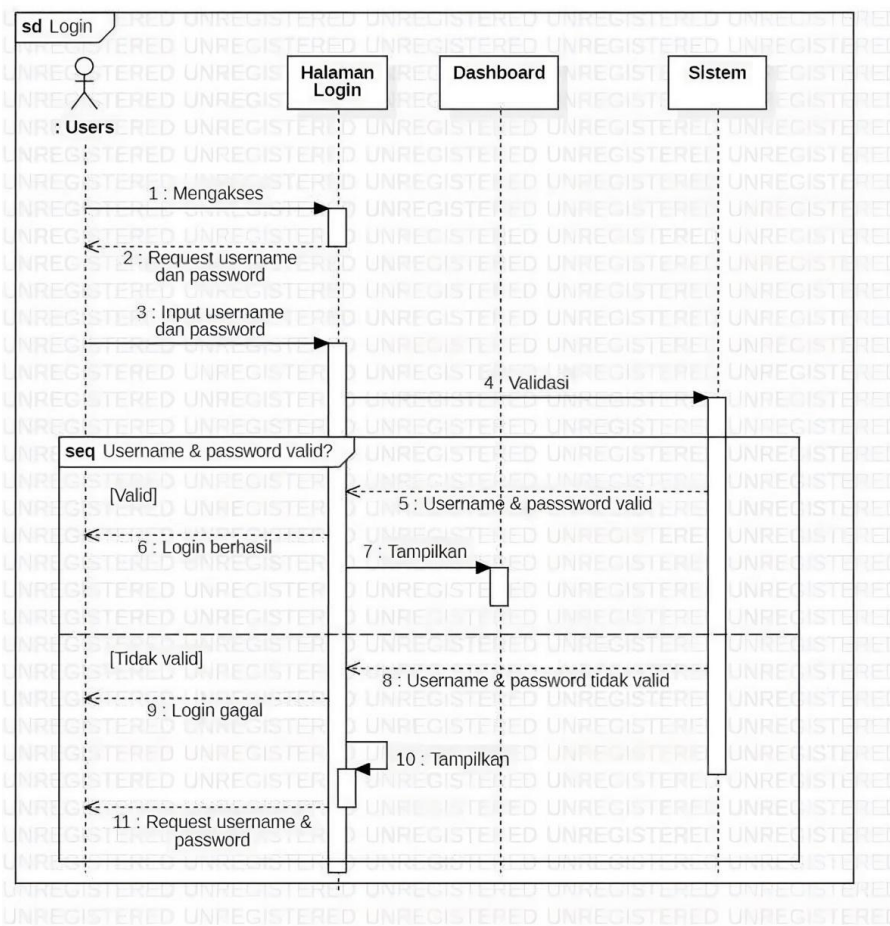 sd Login
: Users
Halaman
Login
Dashboard
SIstem
1 : Mengakses
2 : Request username
dan password
3 : Input username
dan password
4 : Validasi
seq Username & password valid?
[Valid]
5 : Username & passsword valid
6 : Login berhasil
7 : Tampilkan
[Tidak valid]
8 : Username & password tidak valid
9 : Login gagal
10 : Tampilkan
11 : Request username &
password
UNREGISTERED